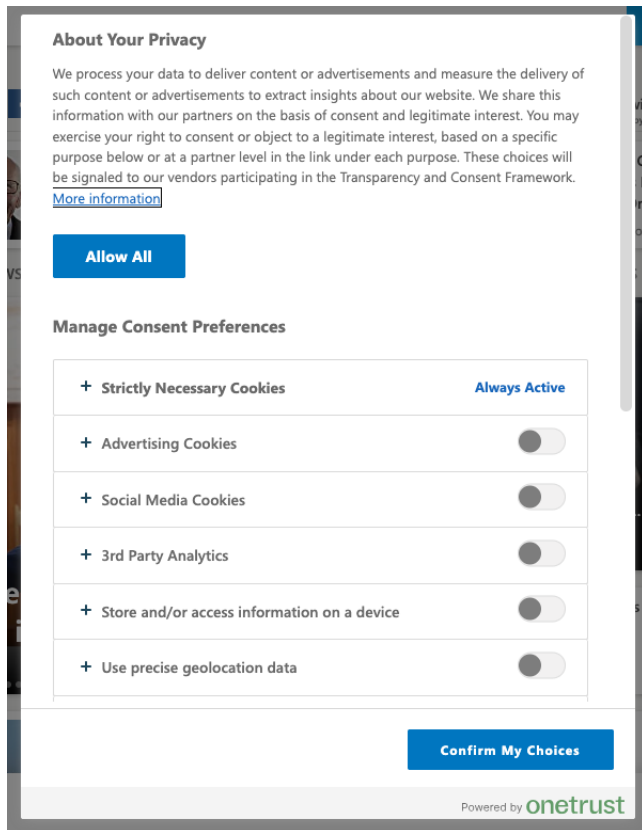 About Your Privacy
We process your data to deliver content or advertisements and measure the delivery of
such content or advertisements to extract insights about our website. We share this
information with our partners on the basis of consent and legitimate interest. You may
exercise your right to consent or object to a legitimate interest, based on a specific
purpose below or at a partner level in the link under each purpose. These choices will
be signaled to our vendors participating in the Transparency and Consent Framework.
More information
Allow All
Manage Consent Preferences
+ Strictly Necessary Cookies Always Active
+ Advertising Cookies
+ Social Media Cookies
+ 3rd Party Analytics
+ Store and/or access information on a device
+ Use precise geolocation data
Confirm My Choices
Powered by onetrust